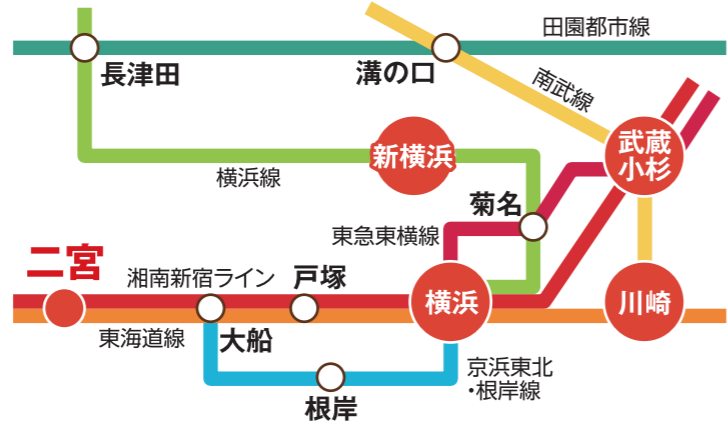 田園都市線
長津田
溝の口
南武線
新横浜
武蔵
小杉
横浜線
菊名
東急東横線
二宮
湘南新宿ライン
戸塚
横浜
川崎
東海道線
大船
京浜東北
・根岸線
根岸